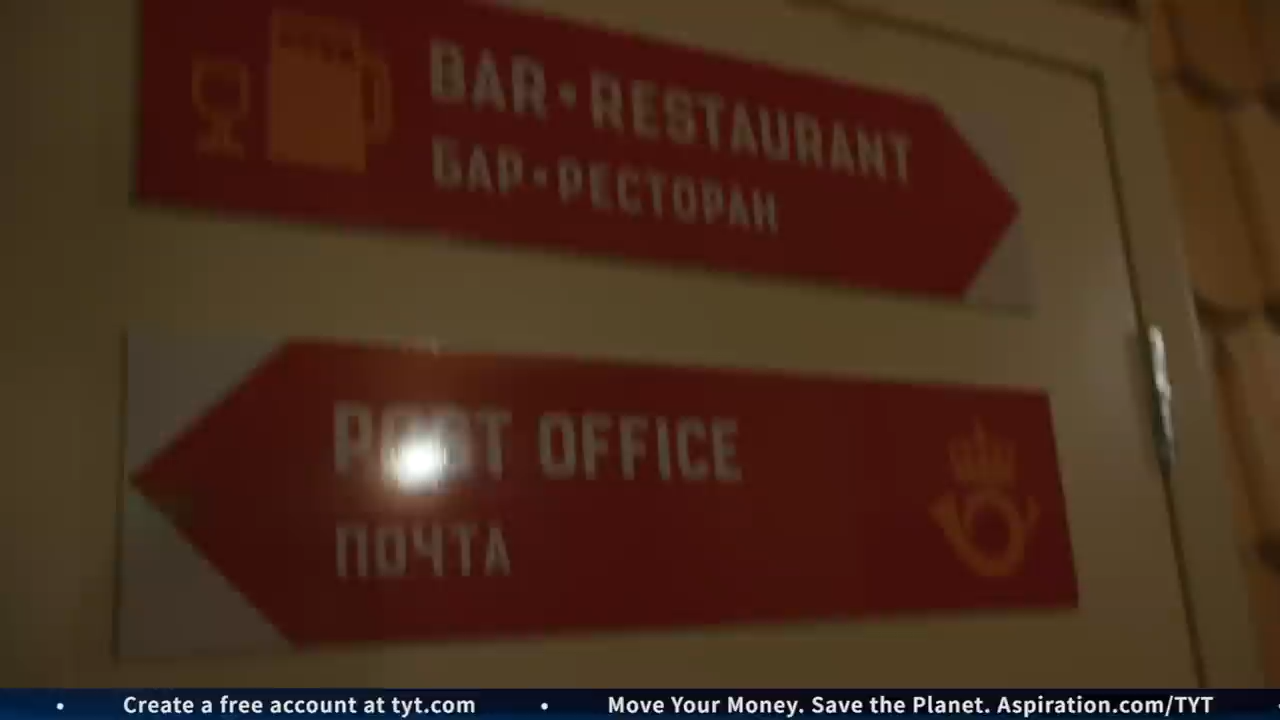 BAR • RESTAURANT
БАР • РЕСТОРАН
POST OFFICE
ПОЧТА
• Create a free account at tyt.com • Move Your Money. Save the Planet. Aspiration.com/TYT